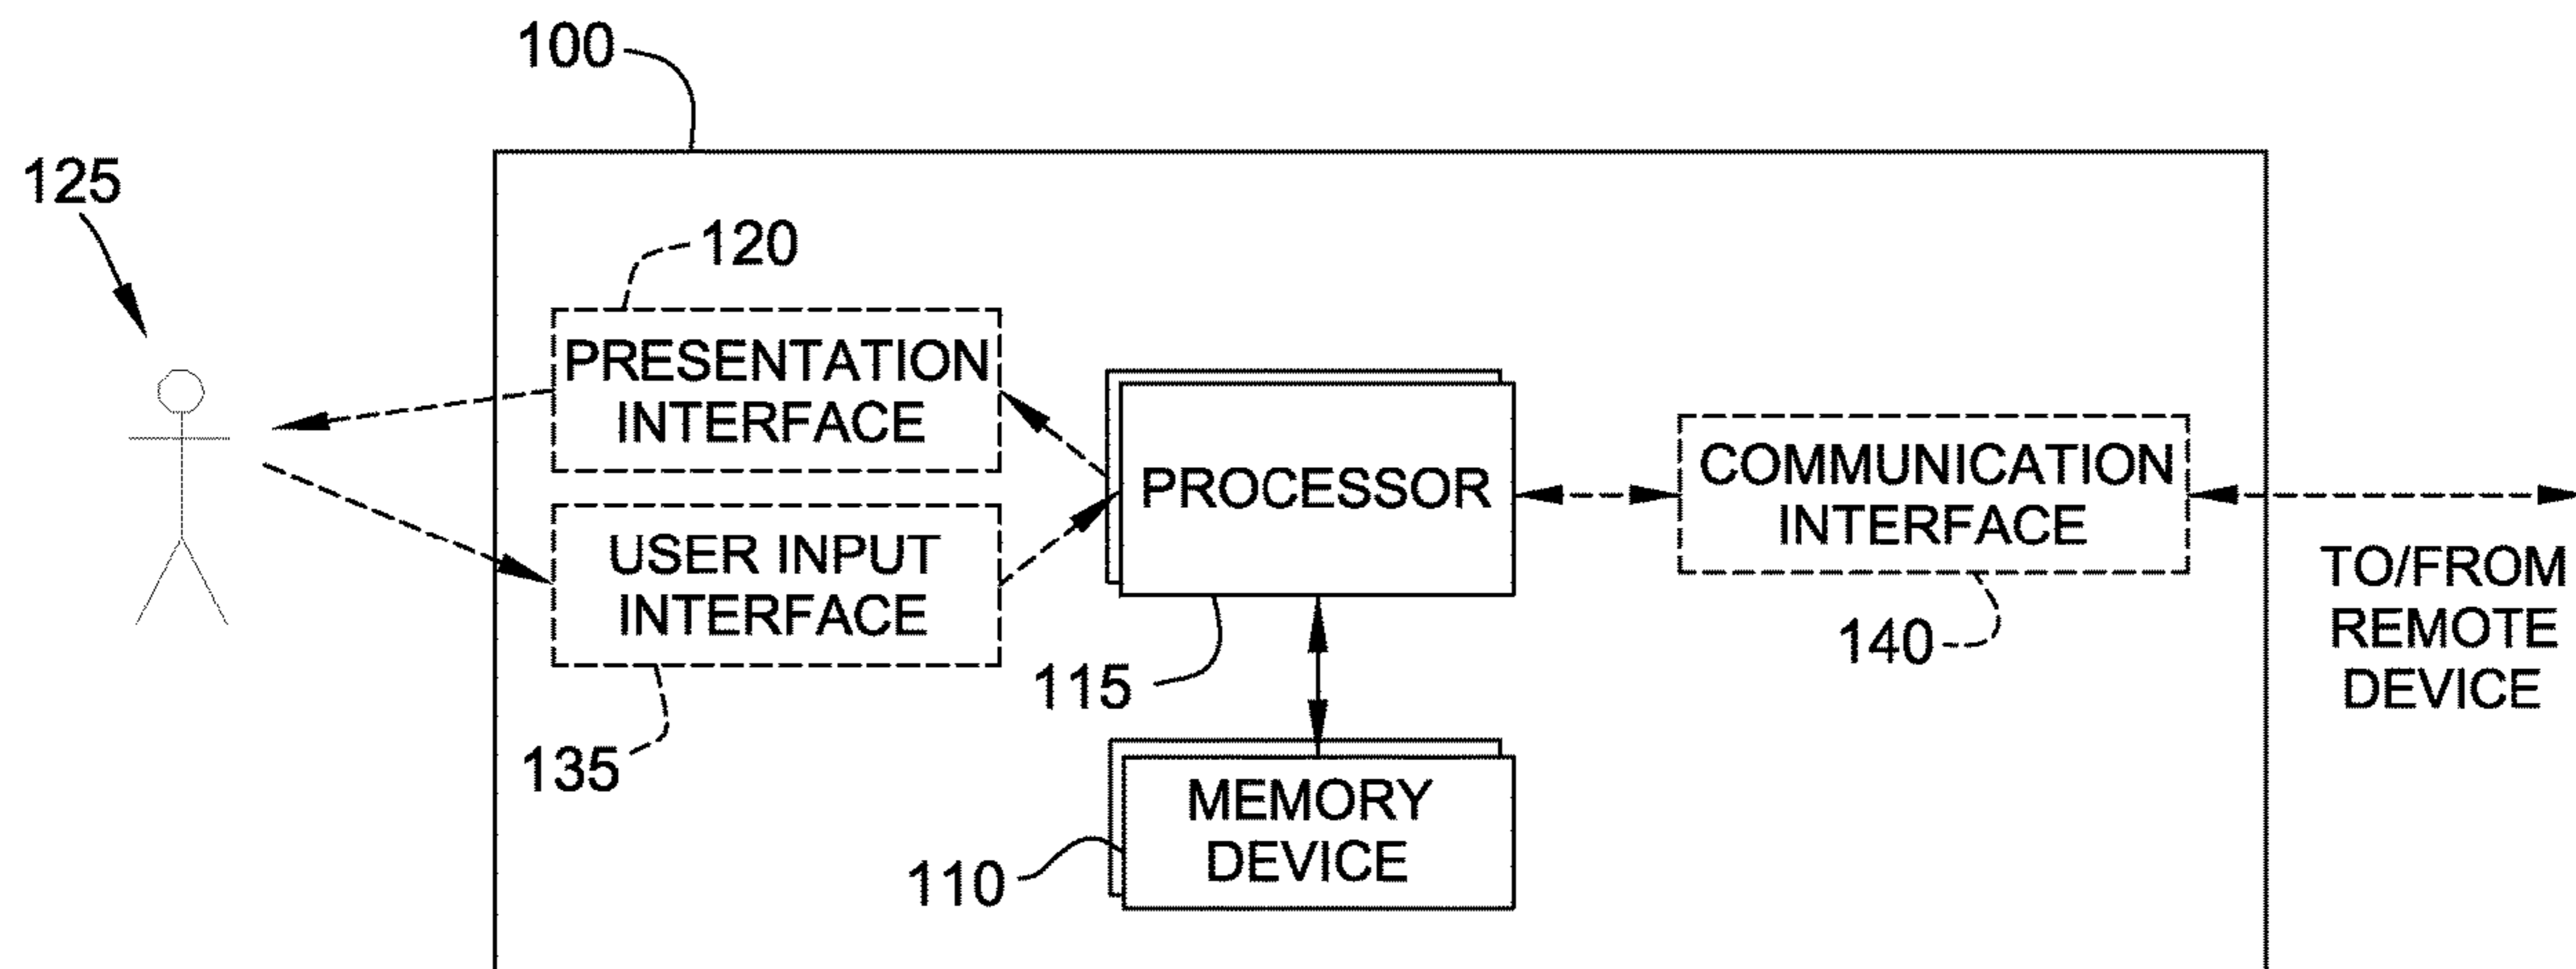 100
125
120
PRESENTATION
INTERFACE
USER INPUT
INTERFACE
135
PROCESSOR
115
MEMORY
DEVICE
110
COMMUNICATION
INTERFACE
140
TO/FROM
REMOTE
DEVICE